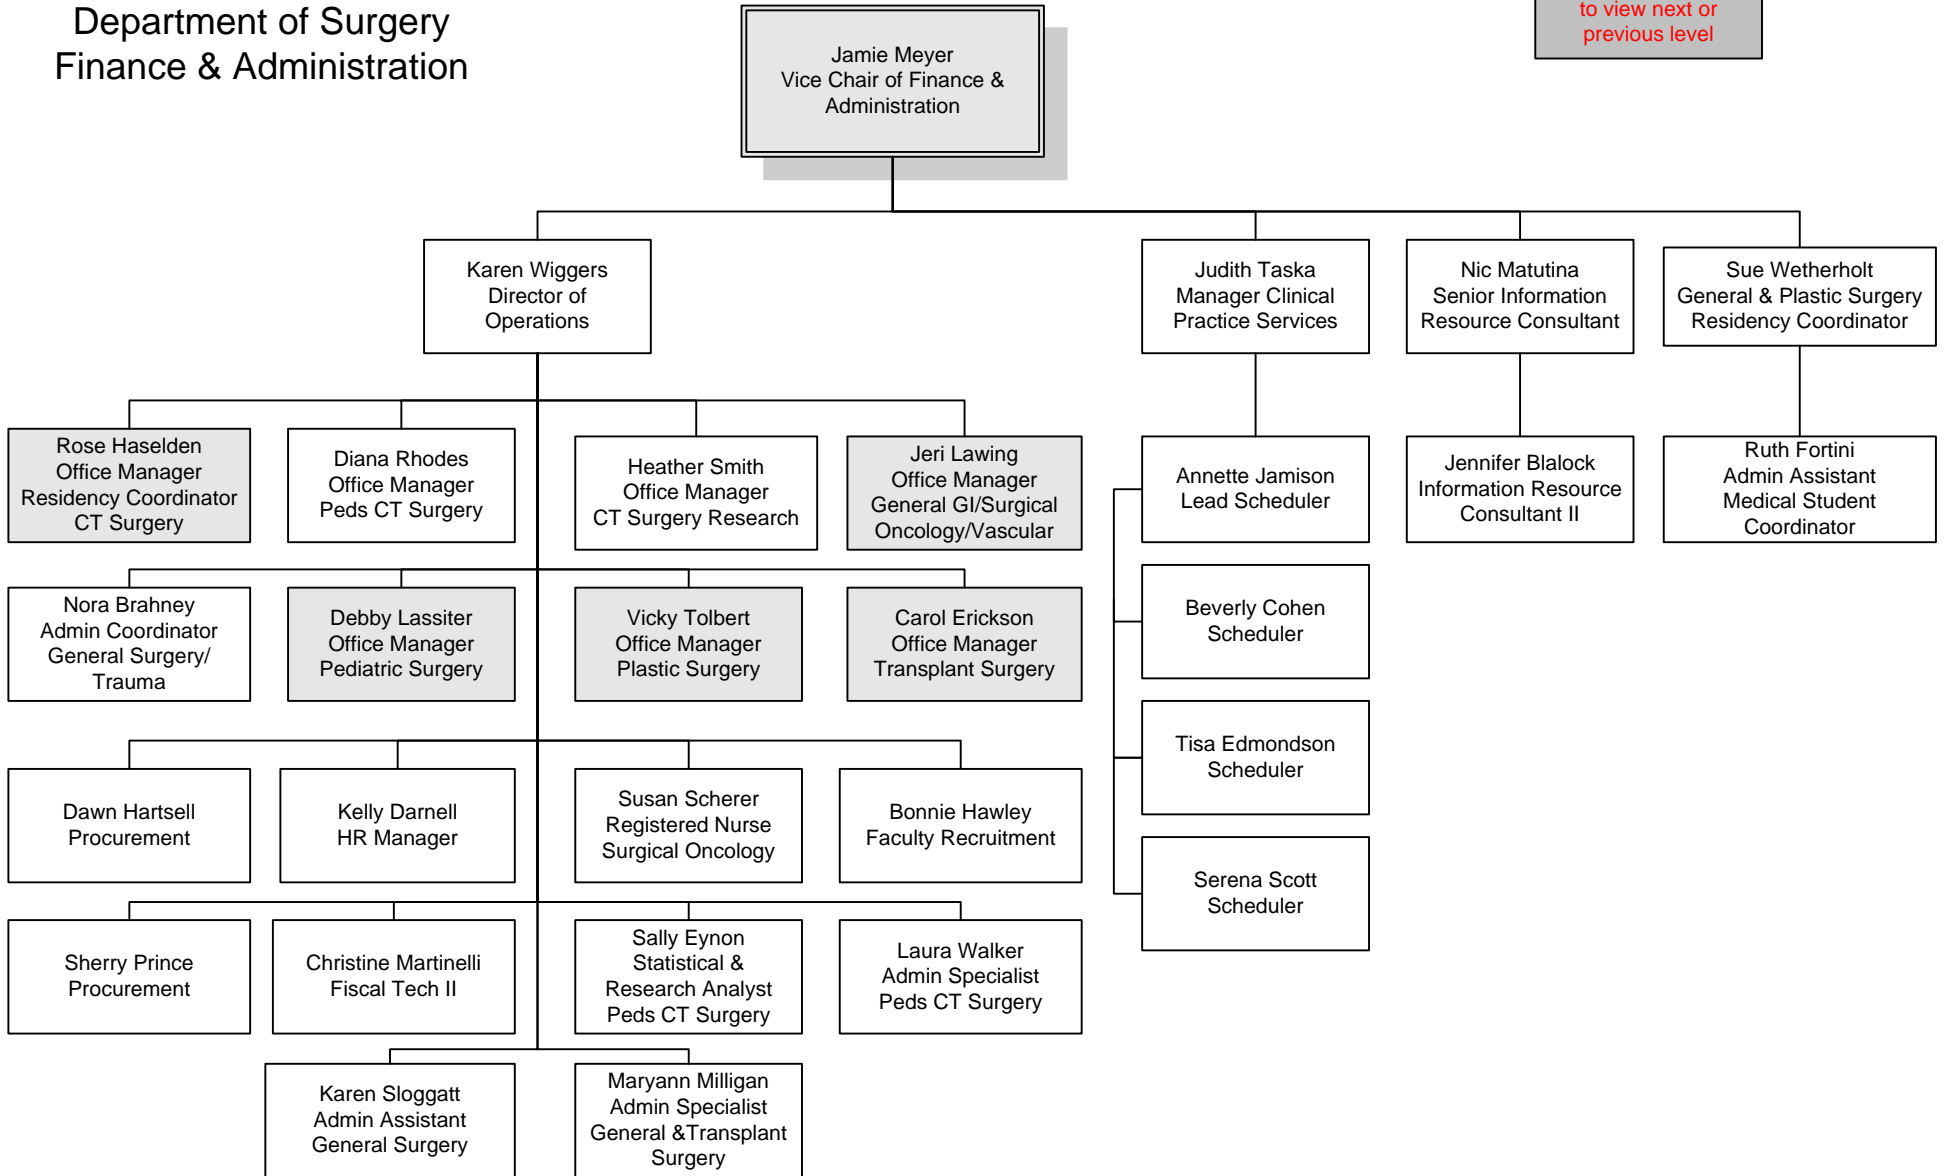 Department of Surgery
Finance & Administration
to view next or
previous level
Jamie Meyer
Vice Chair of Finance &
Administration
Karen Wiggers
Director of
Operations
Judith Taska
Manager Clinical
Practice Services
Nic Matutina
Senior Information
Resource Consultant
Sue Wetherholt
General & Plastic Surgery
Residency Coordinator
Rose Haselden
Office Manager
Residency Coordinator
CT Surgery
Diana Rhodes
Office Manager
Peds CT Surgery
Heather Smith
Office Manager
CT Surgery Research
Jeri Lawing
Office Manager
General GI/Surgical
Oncology/Vascular
Annette Jamison
Lead Scheduler
Jennifer Blalock
Information Resource
Consultant II
Ruth Fortini
Admin Assistant
Medical Student
Coordinator
Nora Brahney
Admin Coordinator
General Surgery/
Trauma
Debby Lassiter
Office Manager
Pediatric Surgery
Vicky Tolbert
Office Manager
Plastic Surgery
Carol Erickson
Office Manager
Transplant Surgery
Beverly Cohen
Scheduler
Tisa Edmondson
Scheduler
Dawn Hartsell
Procurement
Kelly Darnell
HR Manager
Susan Scherer
Registered Nurse
Surgical Oncology
Bonnie Hawley
Faculty Recruitment
Serena Scott
Scheduler
Sherry Prince
Procurement
Christine Martinelli
Fiscal Tech II
Sally Eynon
Statistical &
Research Analyst
Peds CT Surgery
Laura Walker
Admin Specialist
Peds CT Surgery
Karen Sloggatt
Admin Assistant
General Surgery
Maryann Milligan
Admin Specialist
General &Transplant
Surgery